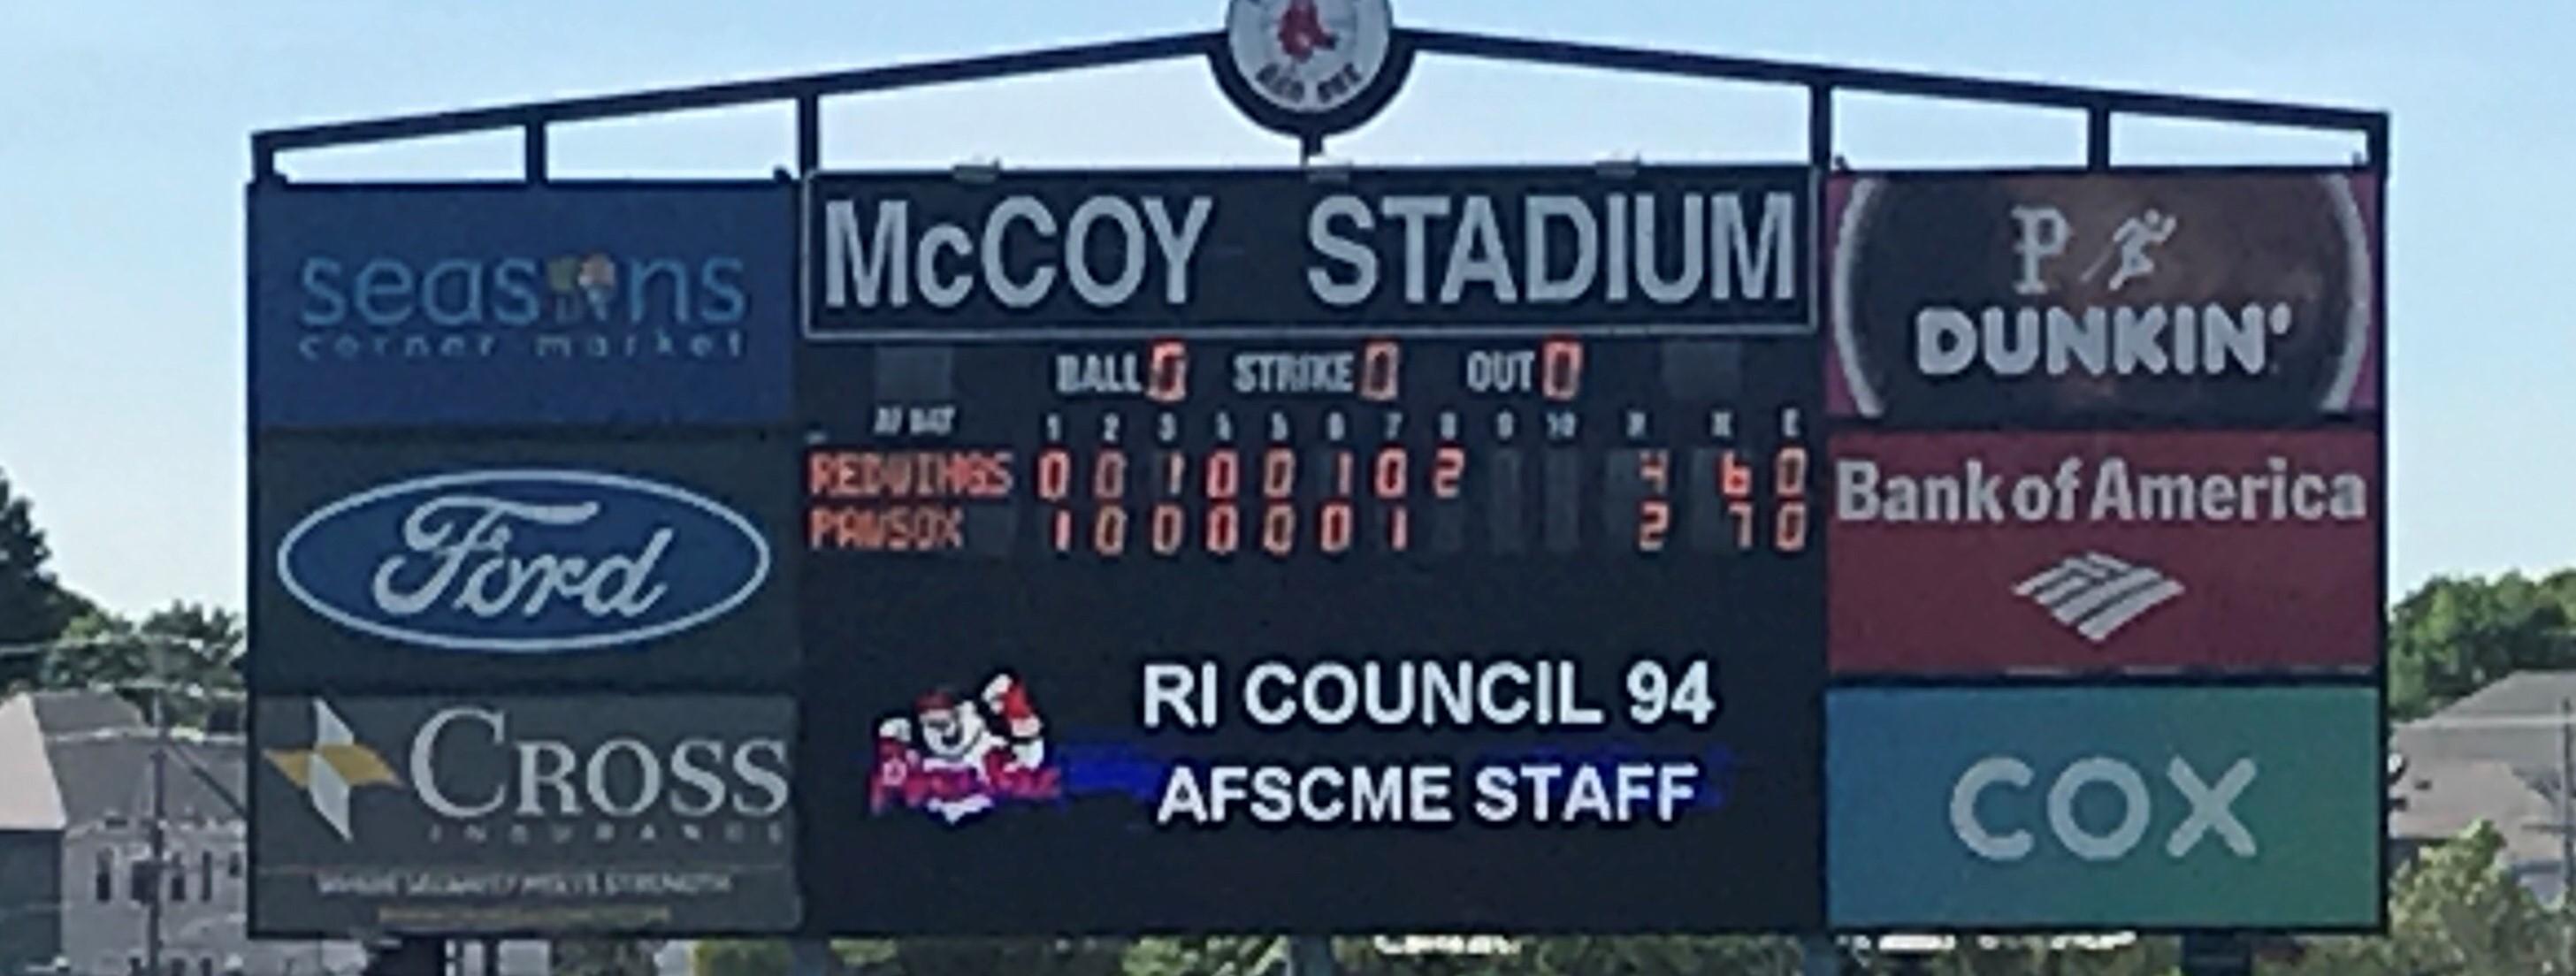 McCOY STADIUM
seasons
corner market
Ford
CROSS
INSURANCE
BALL 0 STRIKE 0 OUT 0
AT BAT 1 2 3 4 5 6 7 8 9 10 R H E
REDWINGS 0 0 1 0 0 1 0 2 4 6 0
PAWSOX 1 0 0 0 0 0 1 2 7 0
RI COUNCIL 94
AFSCME STAFF
P
DUNKIN'
Bank of America
COX